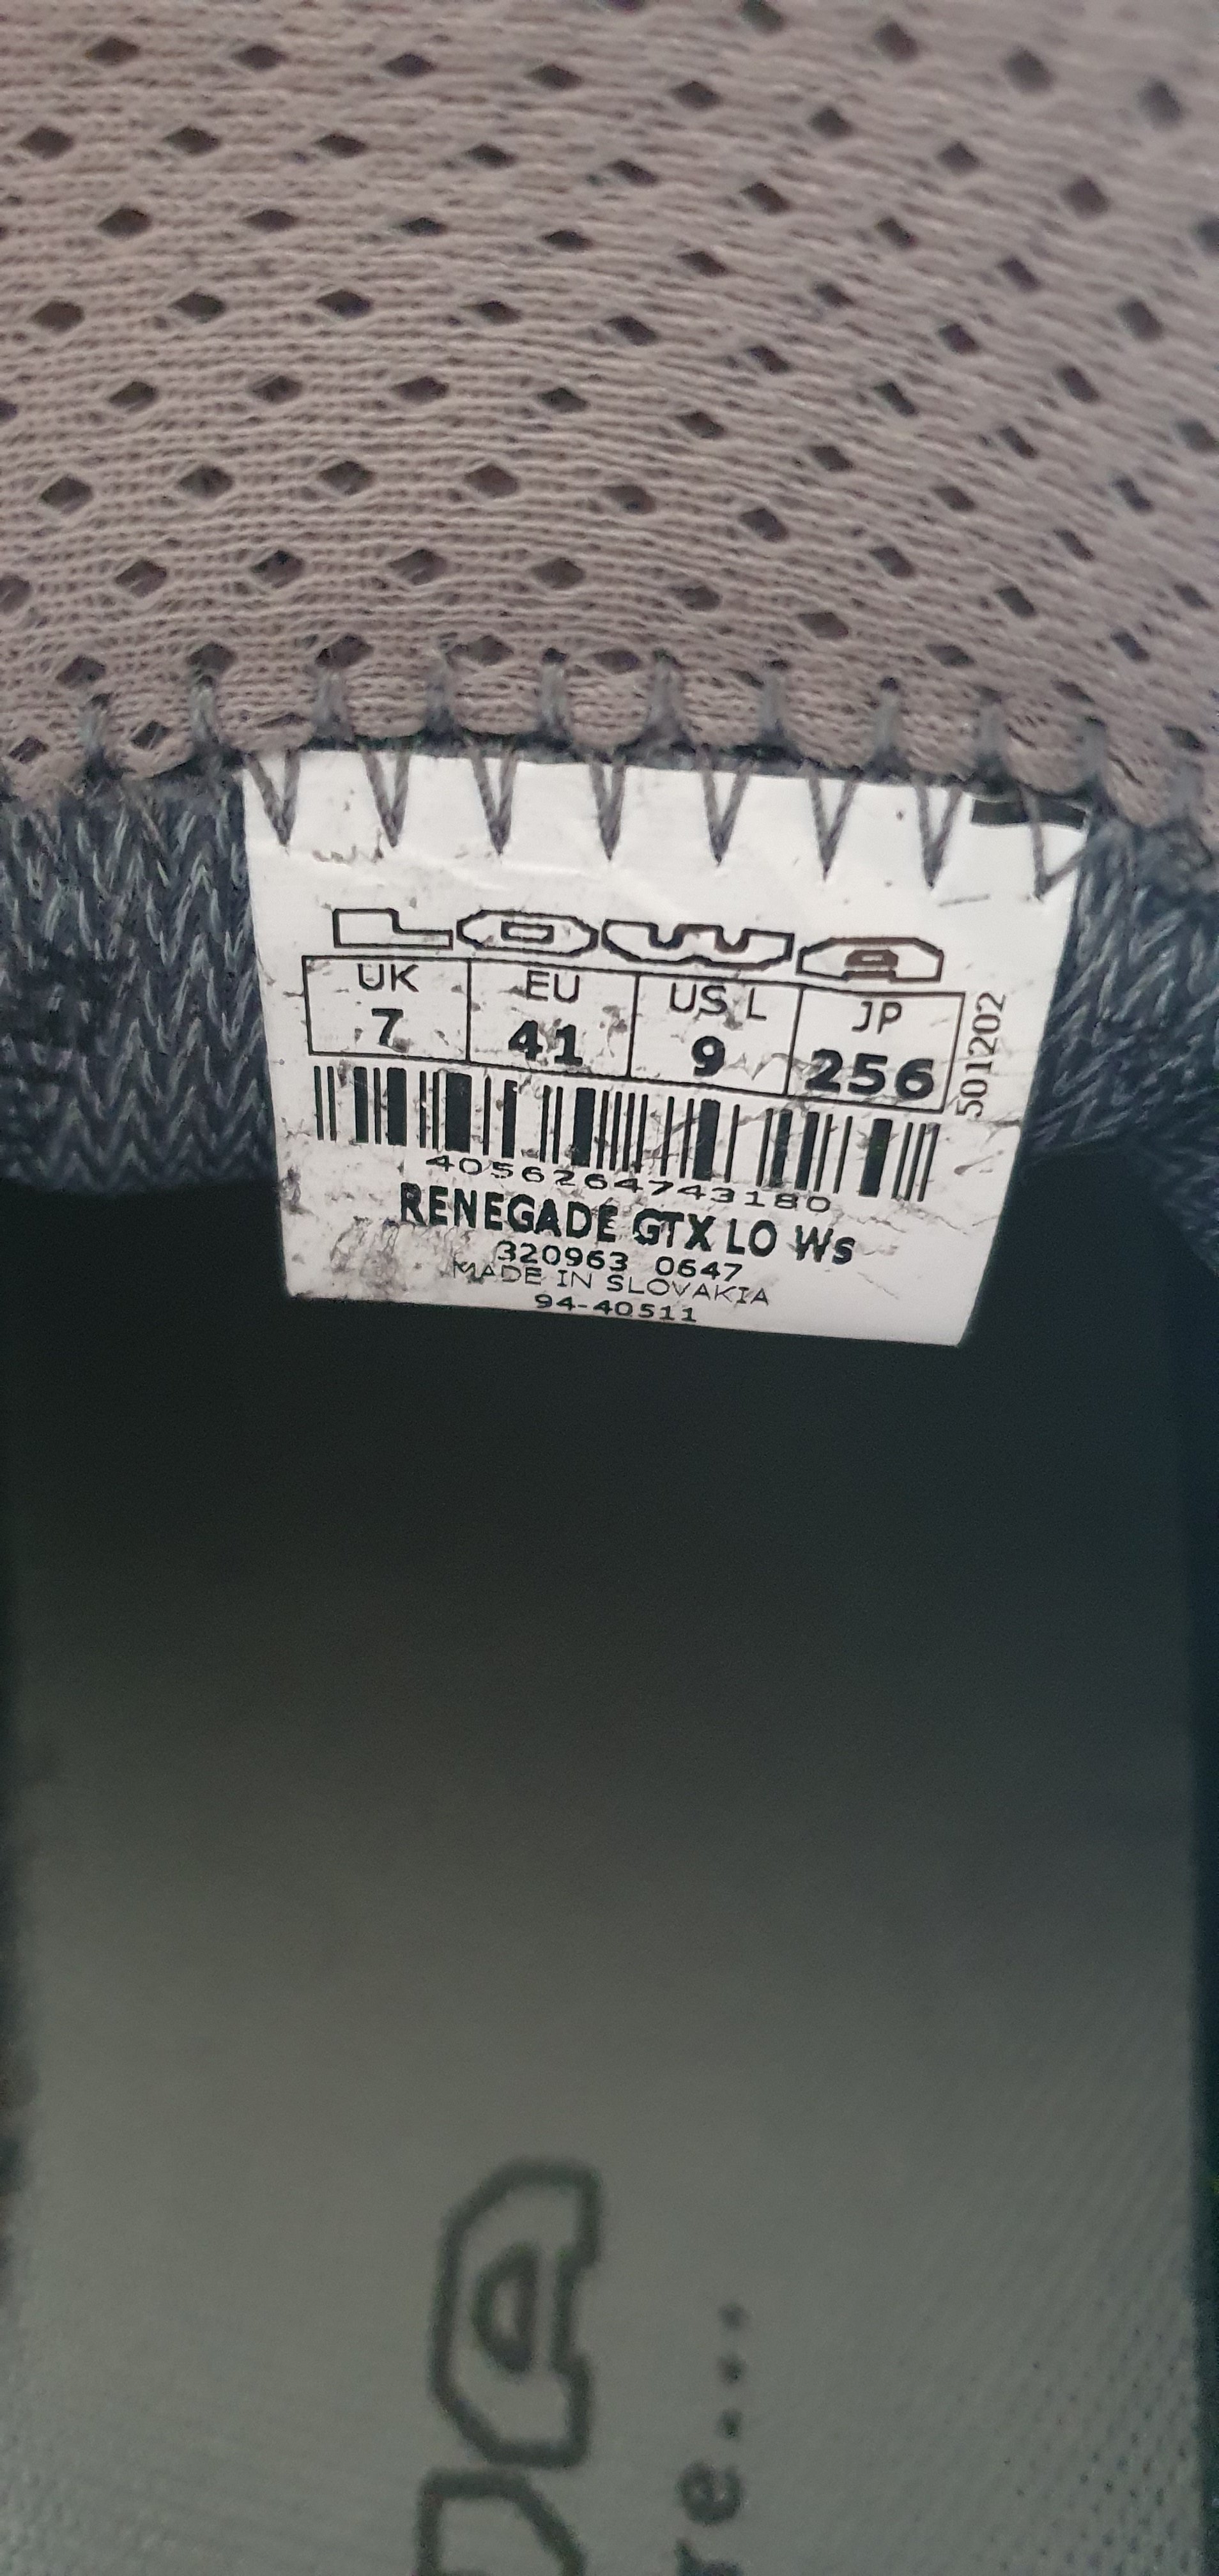 LOWA
UK EU US L JP
7 41 9 256
501202
4056264743180
RENEGADE GTX LO Ws
320963 0647
MADE IN SLOVAKIA
94-40511
re...